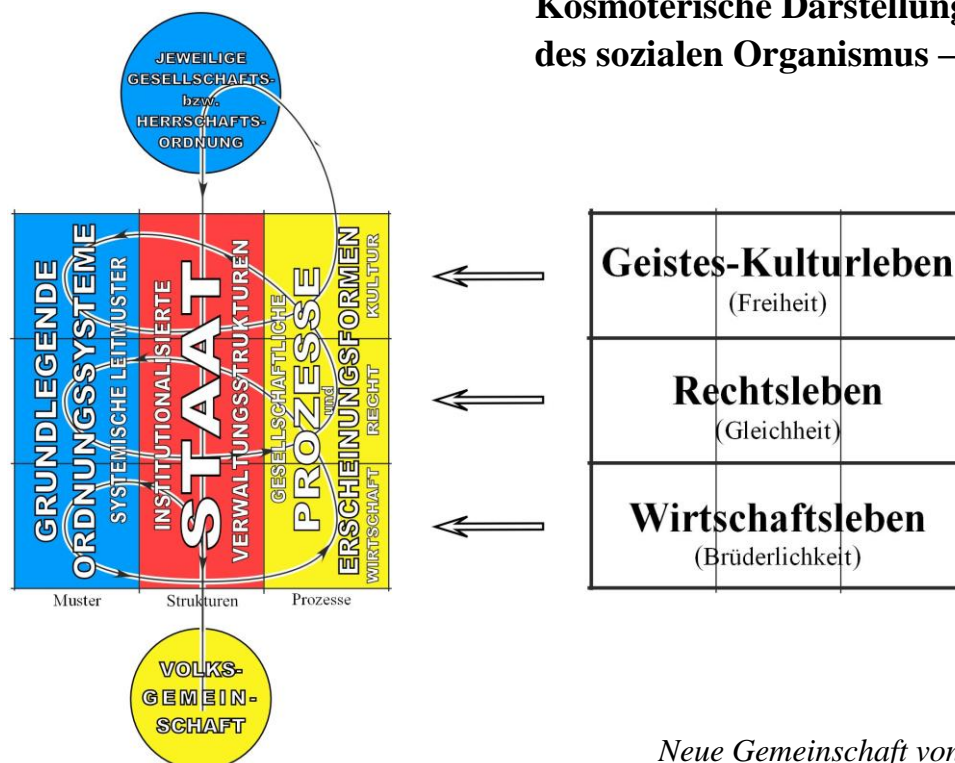 Kosmoterische Darstellung
des sozialen Organismus –
JEWEILIGE
GESELLSCHAFTS-
bzw.
HERRSCHAFTS-
ORDNUNG
GRUNDLEGENDE
ORDNUNGSSYSTEME
SYSTEMISCHE LEITMUSTER
INSTITUTIONALISIERTE
STAAT
VERWALTUNGSSTRUKTUREN
GESELLSCHAFTLICHE
PROZESSE
und
ERSCHEINUNGSFORMEN
KULTUR
RECHT
WIRTSCHAFT
Geistes-Kulturleben
(Freiheit)
Rechtsleben
(Gleichheit)
Wirtschaftsleben
(Brüderlichkeit)
Muster
Strukturen
Prozesse
VOLKS-
GEMEIN-
SCHAFT
Neue Gemeinschaft von